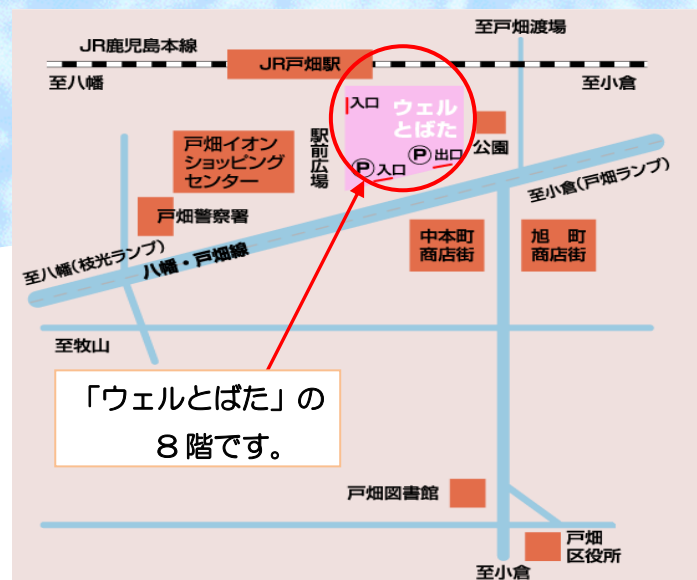 至戸畑渡場
JR鹿児島本線
JR戸畑駅
至八幡
至小倉
入口
ウェル
とばた
駅前広場
戸畑イオン
ショッピング
センター
公園
Ⓟ出口
Ⓟ入口
至小倉(戸畑ランプ)
戸畑警察署
中本町
商店街
旭 町
商店街
至八幡(枝光ランプ)
八幡・戸畑線
至牧山
「ウェルとばた」の
8階です。
戸畑図書館
戸畑
区役所
至小倉